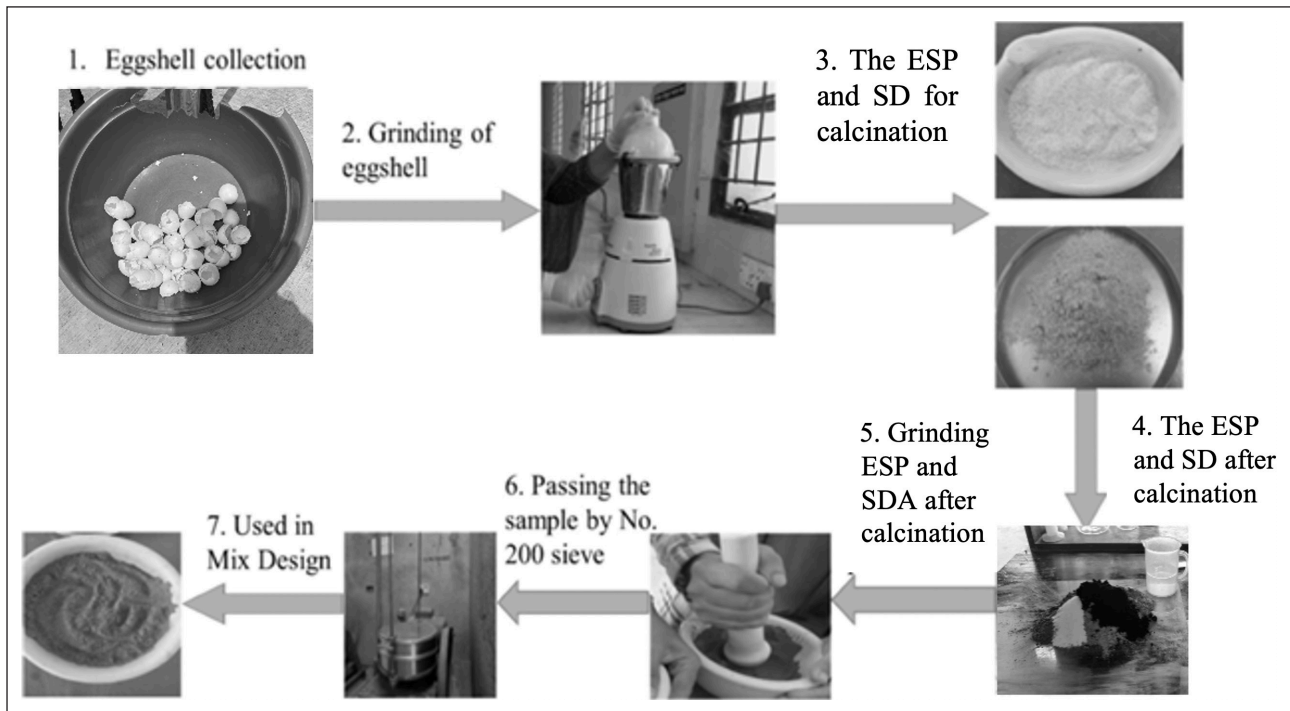 1. Eggshell collection
2. Grinding of
eggshell
3. The ESP
and SD for
calcination
4. The ESP
and SD after
calcination
5. Grinding
ESP and
SDA after
calcination
6. Passing the
sample by No.
200 sieve
7. Used in
Mix Design